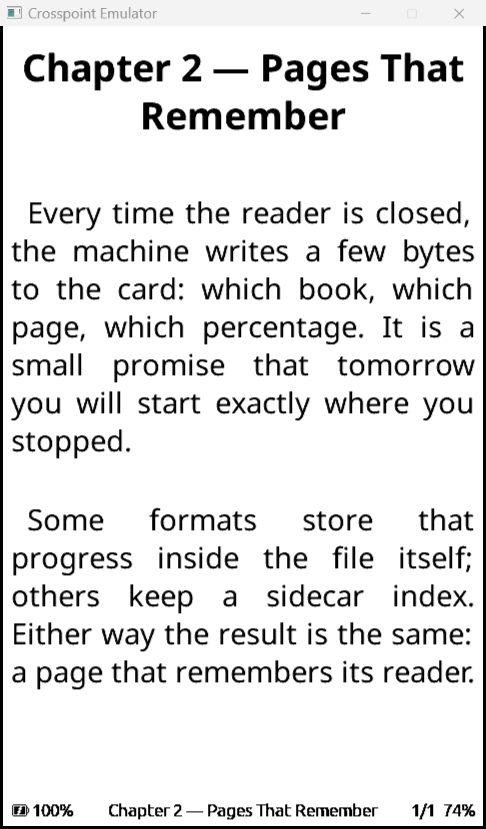 Crosspoint Emulator
Chapter 2 — Pages That
Remember
Every time the reader is closed,
the machine writes a few bytes
to the card: which book, which
page, which percentage. It is a
small promise that tomorrow
you will start exactly where you
stopped.
Some formats store that
progress inside the file itself;
others keep a sidecar index.
Either way the result is the same:
a page that remembers its reader.
100% Chapter 2 — Pages That Remember 1/1 74%